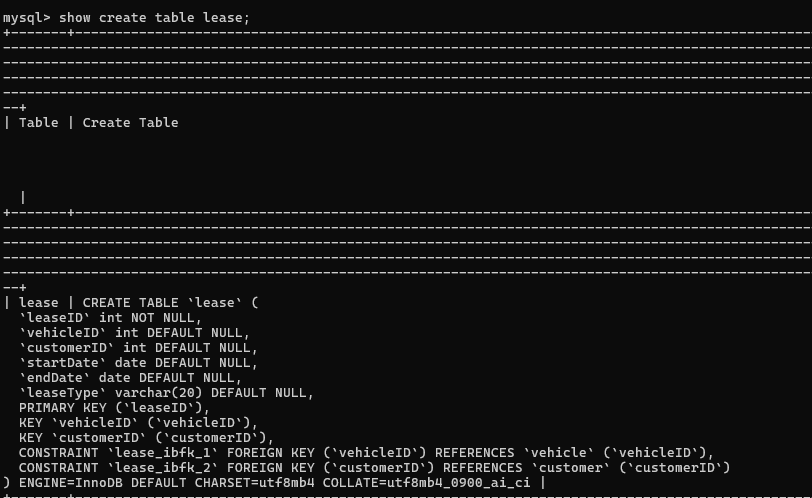 mysql> show create table lease;
+-------+----------------------------------------------------------------------------------------------
-----------------------------------------------------------------------------------------------------
-----------------------------------------------------------------------------------------------------
-----------------------------------------------------------------------------------------------------
-----------------------------------------------------------------------------------------------------
--+
| Table | Create Table
|
+-------+----------------------------------------------------------------------------------------------
-----------------------------------------------------------------------------------------------------
-----------------------------------------------------------------------------------------------------
-----------------------------------------------------------------------------------------------------
-----------------------------------------------------------------------------------------------------
--+
| lease | CREATE TABLE `lease` (
`leaseID` int NOT NULL,
`vehicleID` int DEFAULT NULL,
`customerID` int DEFAULT NULL,
`startDate` date DEFAULT NULL,
`endDate` date DEFAULT NULL,
`leaseType` varchar(20) DEFAULT NULL,
PRIMARY KEY (`leaseID`),
KEY `vehicleID` (`vehicleID`),
KEY `customerID` (`customerID`),
CONSTRAINT `lease_ibfk_1` FOREIGN KEY (`vehicleID`) REFERENCES `vehicle` (`vehicleID`),
CONSTRAINT `lease_ibfk_2` FOREIGN KEY (`customerID`) REFERENCES `customer` (`customerID`)
) ENGINE=InnoDB DEFAULT CHARSET=utf8mb4 COLLATE=utf8mb4_0900_ai_ci |
+-------+----------------------------------------------------------------------------------------------